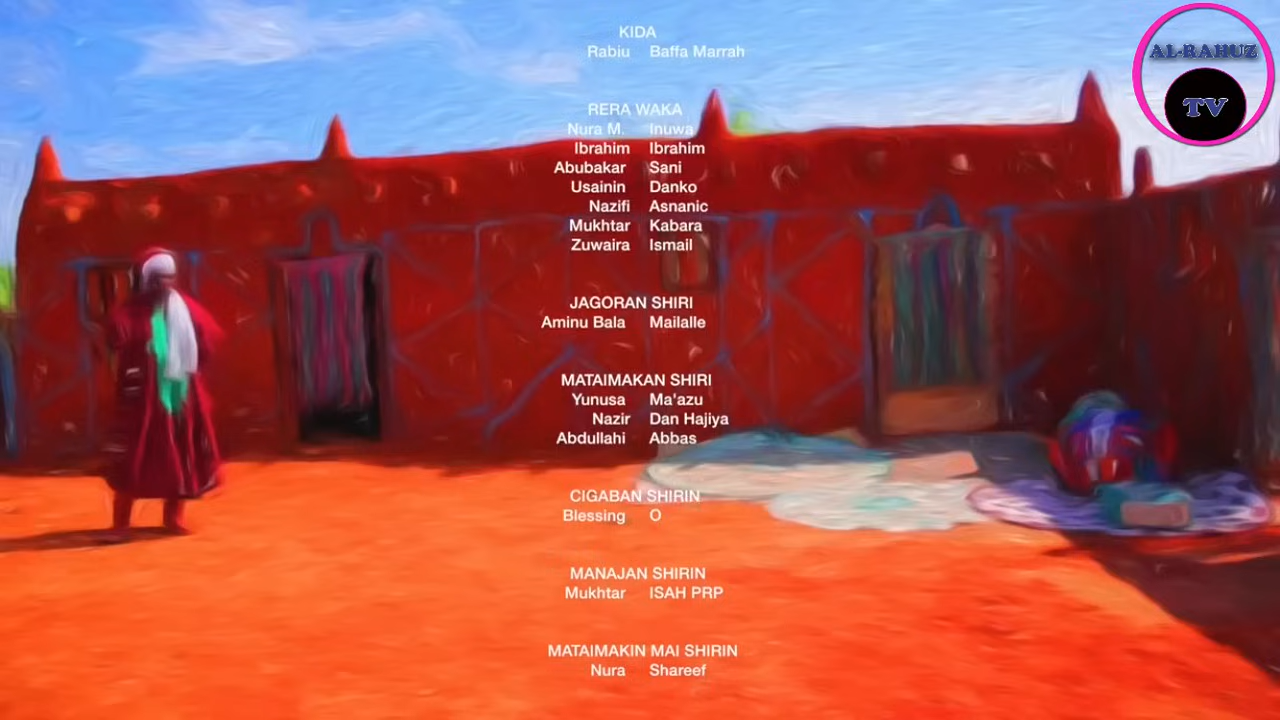 KIDA
Rabiu Baffa Marrah
RERA WAKA
Nura M. Inuwa
Ibrahim Ibrahim
Abubakar Sani
Usainin Danko
Nazifi Asnanic
Mukhtar Kabara
Zuwaira Ismail
JAGORAN SHIRI
Aminu Bala Mailalle
MATAIMAKAN SHIRI
Yunusa Ma'azu
Nazir Dan Hajiya
Abdullahi Abbas
CIGABAN SHIRIN
Blessing O
MANAJAN SHIRIN
Mukhtar ISAH PRP
MATAIMAKIN MAI SHIRIN
Nura Shareef
AL-RAHUZ
TV